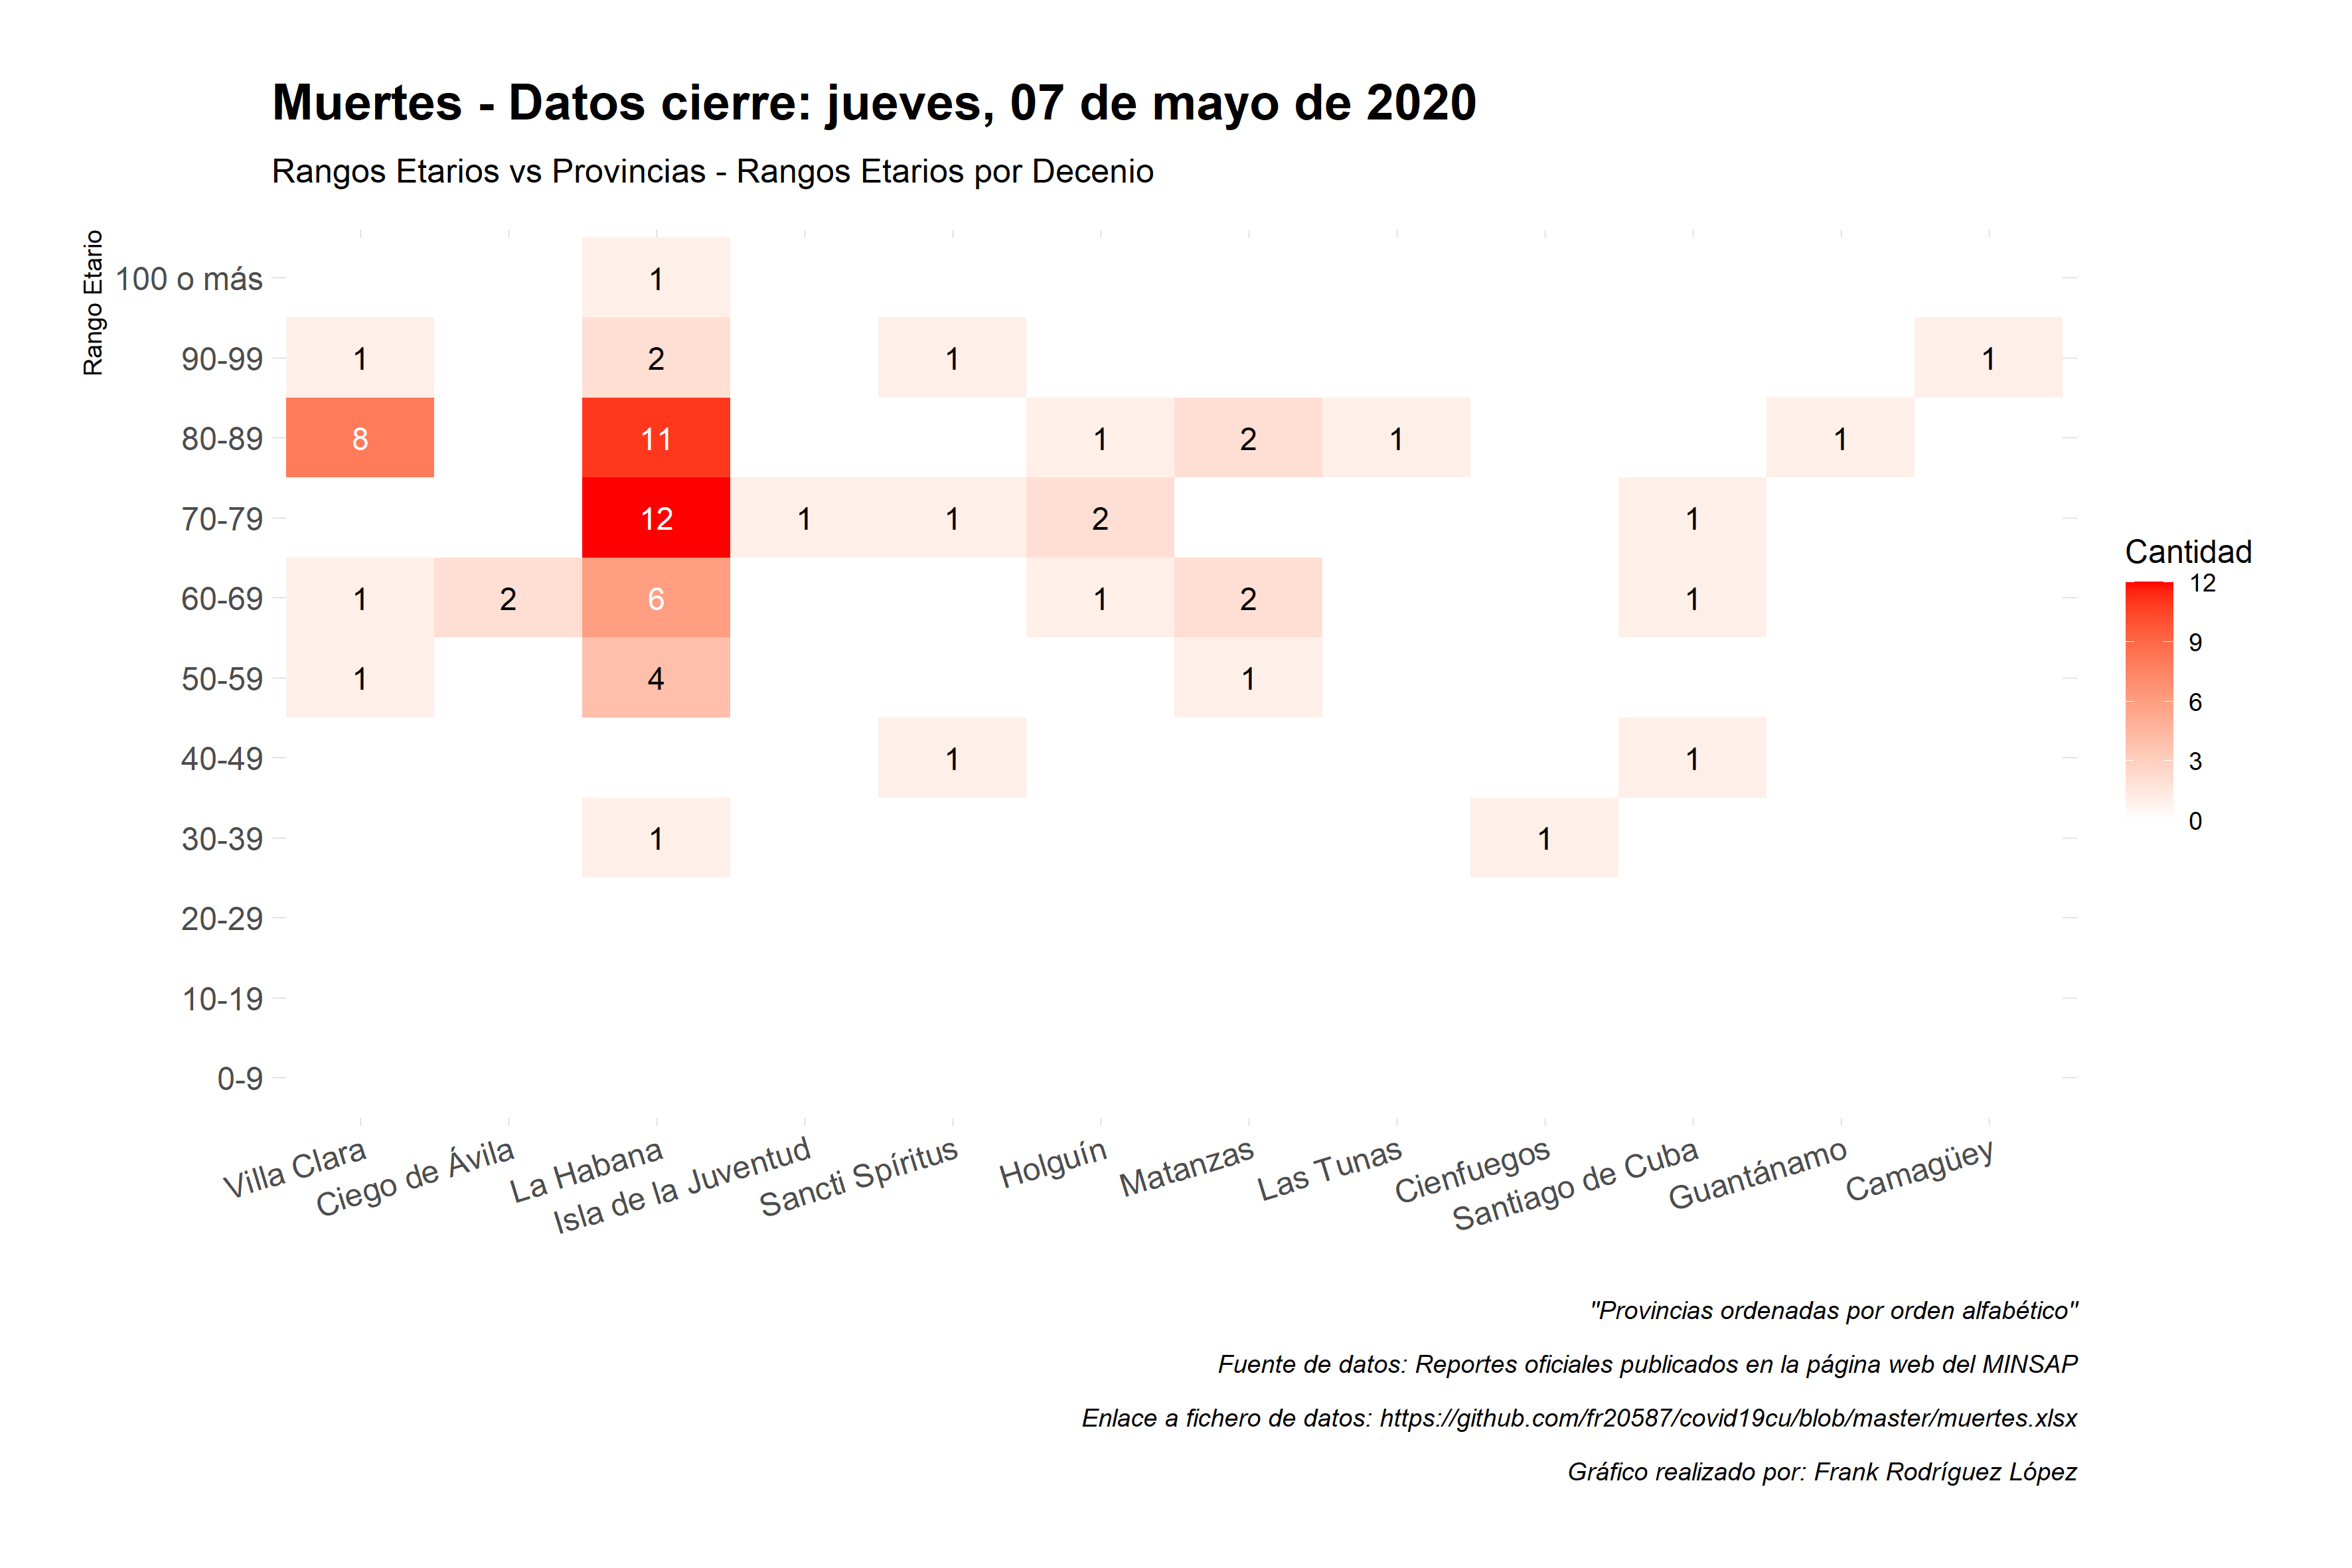 Muertes - Datos cierre: jueves, 07 de mayo de 2020
Rangos Etarios vs Provincias - Rangos Etarios por Decenio
Rango Etario
100 o más 1
90-99 1 2 1 1
80-89 8 11 1 2 1 1
70-79 12 1 1 2 1
60-69 1 2 6 1 2 1
50-59 1 4 1
40-49 1 1
30-39 1 1
20-29
10-19
0-9
Villa Clara
Ciego de Ávila
La Habana
Isla de la Juventud
Sancti Spíritus
Holguín
Matanzas
Las Tunas
Cienfuegos
Santiago de Cuba
Guantánamo
Camagüey
Cantidad
12
9
6
3
0
"Provincias ordenadas por orden alfabético"
Fuente de datos: Reportes oficiales publicados en la página web del MINSAP
Enlace a fichero de datos: https://github.com/fr20587/covid19cu/blob/master/muertes.xlsx
Gráfico realizado por: Frank Rodríguez López